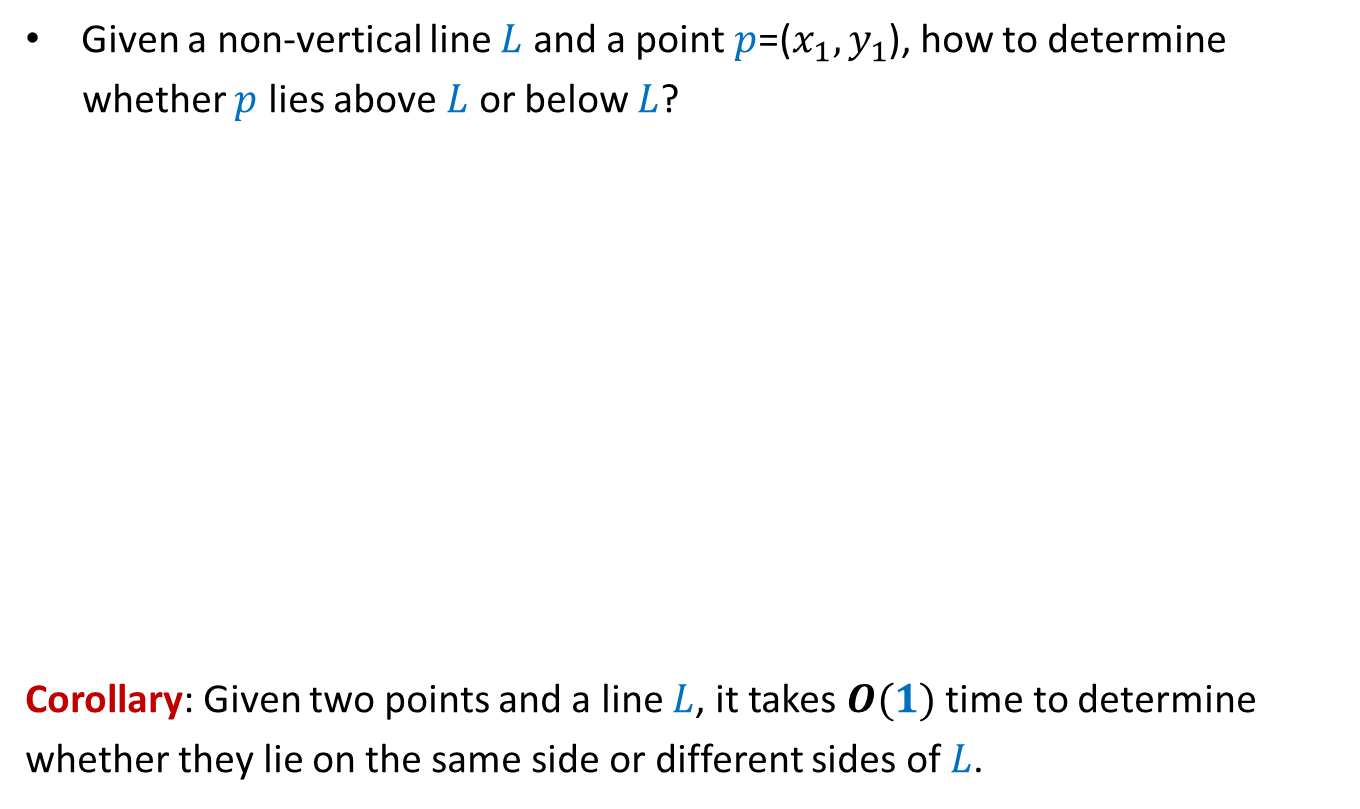 • Given a non-vertical line L and a point p=(x₁, y₁), how to determine
whether p lies above L or below L?
Corollary: Given two points and a line L, it takes O(1) time to determine
whether they lie on the same side or different sides of L.